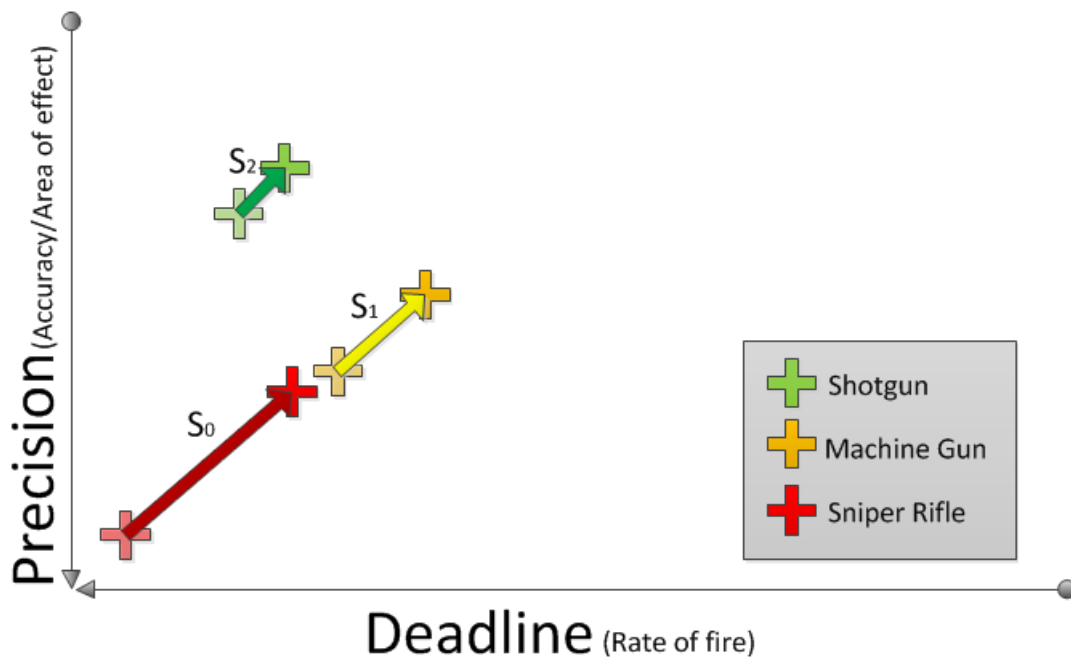 Precision (Accuracy/Area of effect)
S2
S1
S0
Shotgun
Machine Gun
Sniper Rifle
Deadline (Rate of fire)